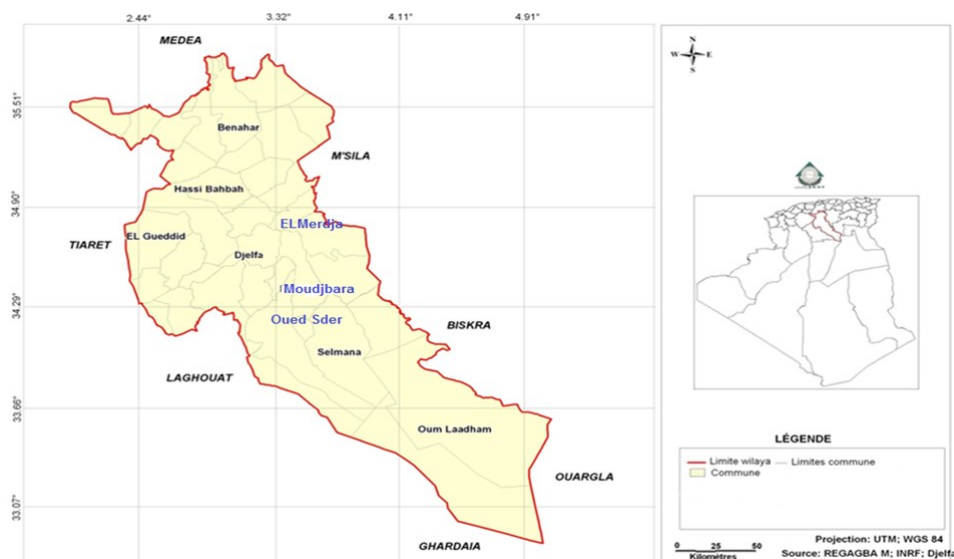 2.44° 3.32° 4.11° 4.91°
MEDEA
N
W E
S
35.51°
Benahar
M'SILA
Hassi Bahbah
34.90°
ELMerdja
EL Gueddid
TIARET
Djelfa
Moudjbara
34.29°
Oued Sder
BISKRA
Selmana
LAGHOUAT
33.66°
Oum Laadham
LÉGENDE
Limite wilaya Limites commune
Commune
OUARGLA
33.07°
GHARDAIA
0 25 50
Kilomètres
Projection: UTM; WGS 84
Source: REGAGBA M; INRF; Djelfa